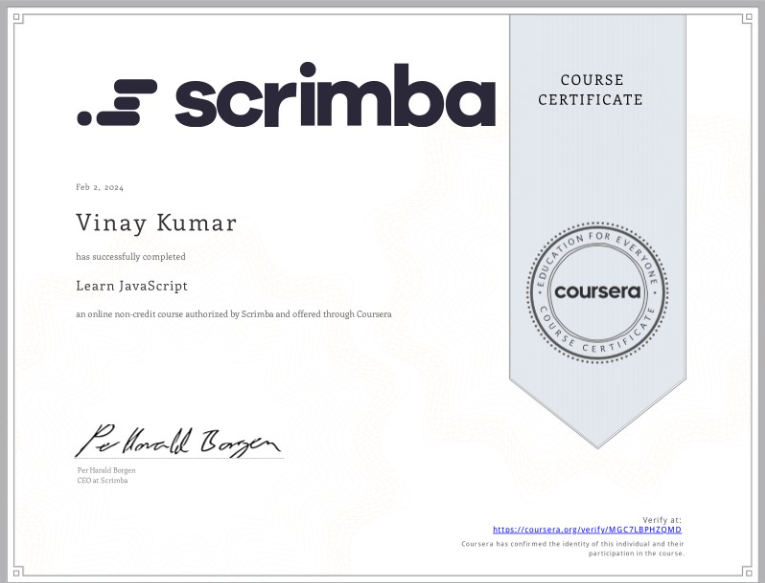 scrimba
COURSE
CERTIFICATE
Feb 2, 2024
Vinay Kumar
has successfully completed
Learn JavaScript
an online non-credit course authorized by Scrimba and offered through Coursera
EDUCATION FOR EVERYONE
coursera
COURSE CERTIFICATE
Per Harald Borgen
Per Harald Borgen
CEO at Scrimba
Verify at:
https://coursera.org/verify/MGC7LBPHZQMD
Coursera has confirmed the identity of this individual and their
participation in the course.